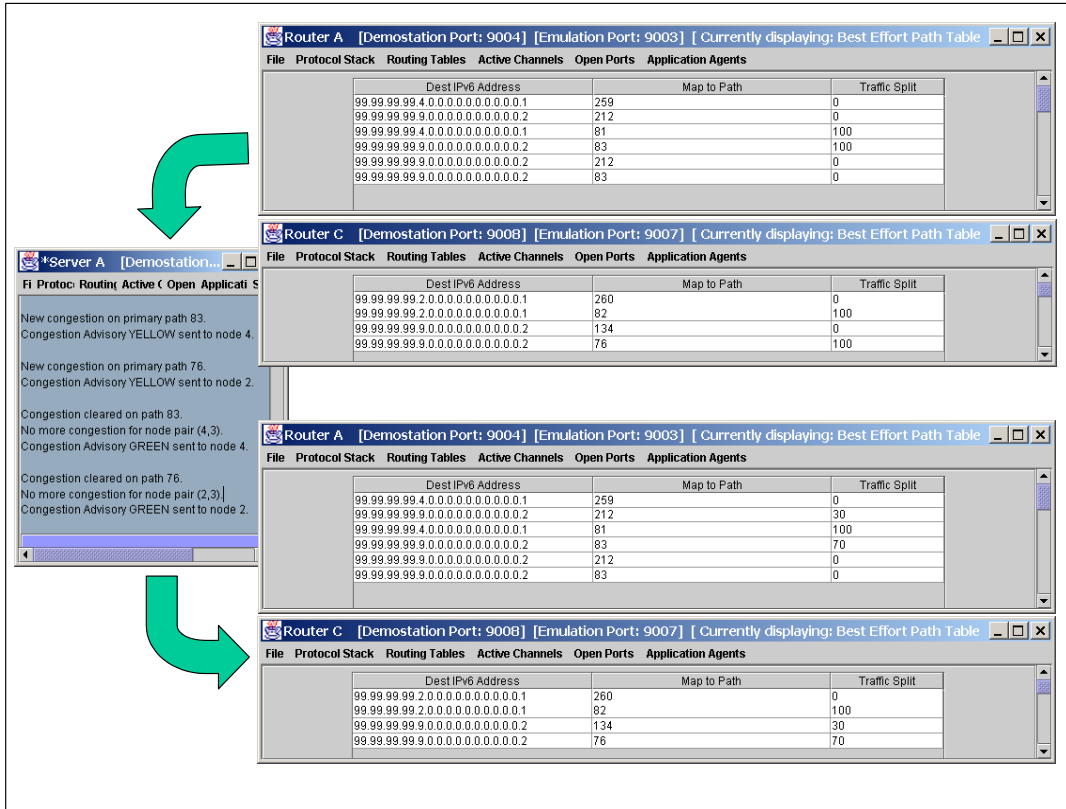 Router A [Demostation Port: 9004] [Emulation Port: 9003] [ Currently displaying: Best Effort Path Table
File Protocol Stack Routing Tables Active Channels Open Ports Application Agents
Dest IPv6 Address Map to Path Traffic Split
99.99.99.99.4.0.0.0.0.0.0.0.0.0.0.1 259 0
99.99.99.99.9.0.0.0.0.0.0.0.0.0.0.2 212 0
99.99.99.99.4.0.0.0.0.0.0.0.0.0.0.1 81 100
99.99.99.99.9.0.0.0.0.0.0.0.0.0.0.2 83 100
99.99.99.99.9.0.0.0.0.0.0.0.0.0.0.2 212 0
99.99.99.99.9.0.0.0.0.0.0.0.0.0.0.2 83 0
Router C [Demostation Port: 9008] [Emulation Port: 9007] [ Currently displaying: Best Effort Path Table
File Protocol Stack Routing Tables Active Channels Open Ports Application Agents
Dest IPv6 Address Map to Path Traffic Split
99.99.99.99.2.0.0.0.0.0.0.0.0.0.0.1 260 0
99.99.99.99.2.0.0.0.0.0.0.0.0.0.0.1 82 100
99.99.99.99.9.0.0.0.0.0.0.0.0.0.0.2 134 0
99.99.99.99.9.0.0.0.0.0.0.0.0.0.0.2 76 100
*Server A [Demostation...
Fi Protoc Routing Active ( Open Applicati S
New congestion on primary path 83.
Congestion Advisory YELLOW sent to node 4.
New congestion on primary path 76.
Congestion Advisory YELLOW sent to node 2.
Congestion cleared on path 83.
No more congestion for node pair (4,3).
Congestion Advisory GREEN sent to node 4.
Congestion cleared on path 76.
No more congestion for node pair (2,3).
Congestion Advisory GREEN sent to node 2.
Router A [Demostation Port: 9004] [Emulation Port: 9003] [ Currently displaying: Best Effort Path Table
File Protocol Stack Routing Tables Active Channels Open Ports Application Agents
Dest IPv6 Address Map to Path Traffic Split
99.99.99.99.4.0.0.0.0.0.0.0.0.0.0.1 259 0
99.99.99.99.9.0.0.0.0.0.0.0.0.0.0.2 212 30
99.99.99.99.4.0.0.0.0.0.0.0.0.0.0.1 81 100
99.99.99.99.9.0.0.0.0.0.0.0.0.0.0.2 83 70
99.99.99.99.9.0.0.0.0.0.0.0.0.0.0.2 212 0
99.99.99.99.9.0.0.0.0.0.0.0.0.0.0.2 83 0
Router C [Demostation Port: 9008] [Emulation Port: 9007] [ Currently displaying: Best Effort Path Table
File Protocol Stack Routing Tables Active Channels Open Ports Application Agents
Dest IPv6 Address Map to Path Traffic Split
99.99.99.99.2.0.0.0.0.0.0.0.0.0.0.1 260 0
99.99.99.99.2.0.0.0.0.0.0.0.0.0.0.1 82 100
99.99.99.99.9.0.0.0.0.0.0.0.0.0.0.2 134 30
99.99.99.99.9.0.0.0.0.0.0.0.0.0.0.2 76 70